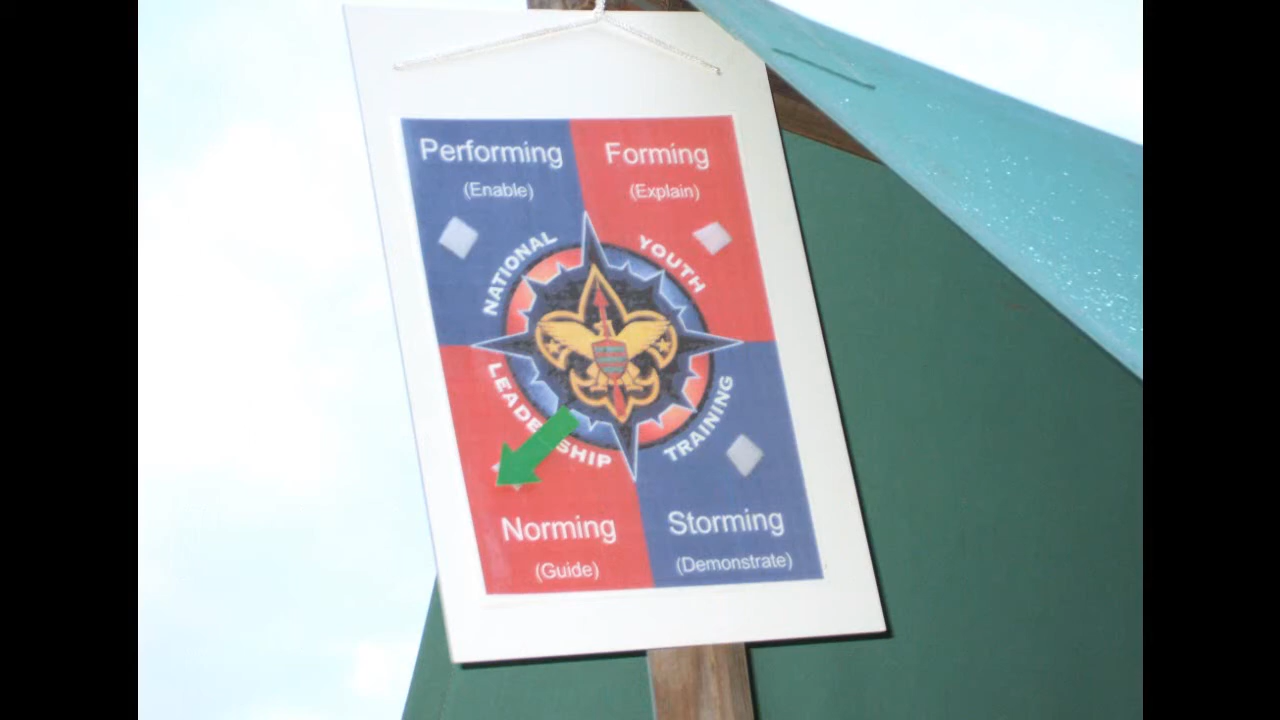 Performing
(Enable)
Forming
(Explain)
NATIONAL
YOUTH
LEADERSHIP
TRAINING
Norming
(Guide)
Storming
(Demonstrate)